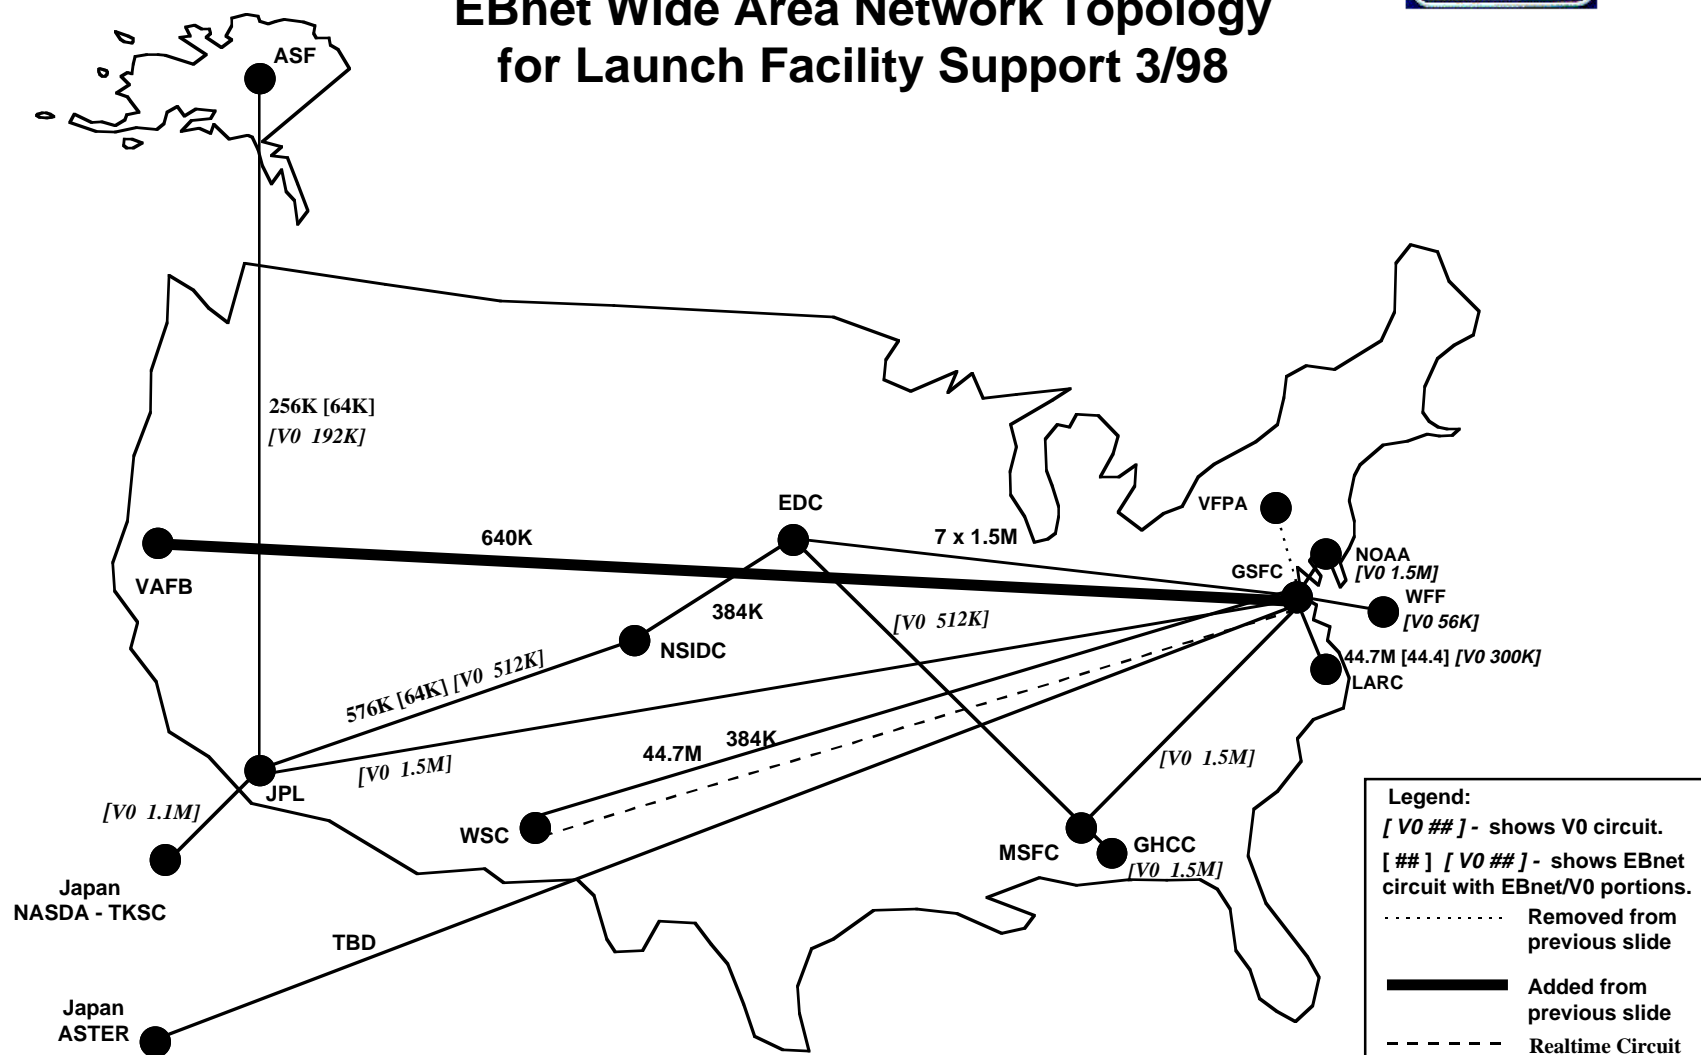 EBnet Wide Area Network Topology
for Launch Facility Support 3/98
ASF
256K [64K]
[V0 192K]
EDC
VFPA
640K
7 x 1.5M
NOAA
[V0 1.5M]
GSFC
VAFB
WFF
[V0 56K]
384K
[V0 512K]
NSIDC
44.7M [44.4] [V0 300K]
LARC
576K [64K] [V0 512K]
384K
44.7M
[V0 1.5M]
[V0 1.5M]
JPL
[V0 1.1M]
WSC
MSFC
GHCC
[V0 1.5M]
Japan
NASDA - TKSC
TBD
Japan
ASTER
Legend:
[ V0 ## ] - shows V0 circuit.
[ ## ] [ V0 ## ] - shows EBnet
circuit with EBnet/V0 portions.
Removed from
previous slide
Added from
previous slide
Realtime Circuit